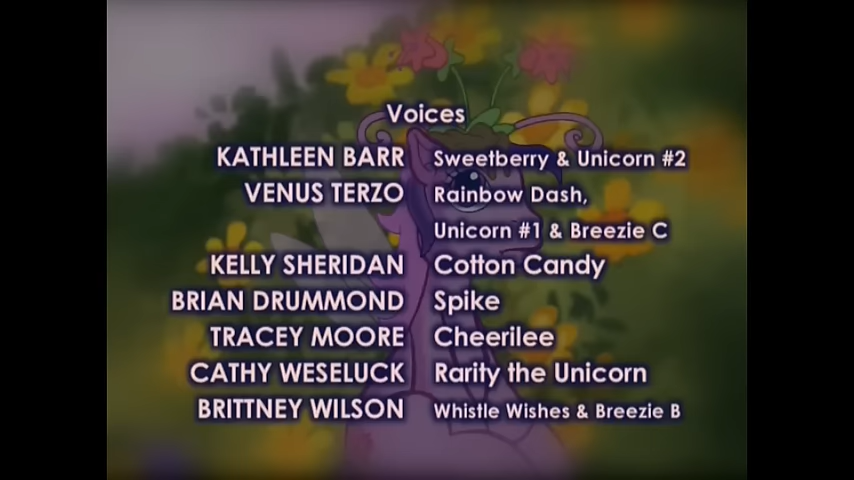 Voices
KATHLEEN BARR Sweetberry & Unicorn #2
VENUS TERZO Rainbow Dash,
Unicorn #1 & Breezie C
KELLY SHERIDAN Cotton Candy
BRIAN DRUMMOND Spike
TRACEY MOORE Cheerilee
CATHY WESELUCK Rarity the Unicorn
BRITTNEY WILSON Whistle Wishes & Breezie B